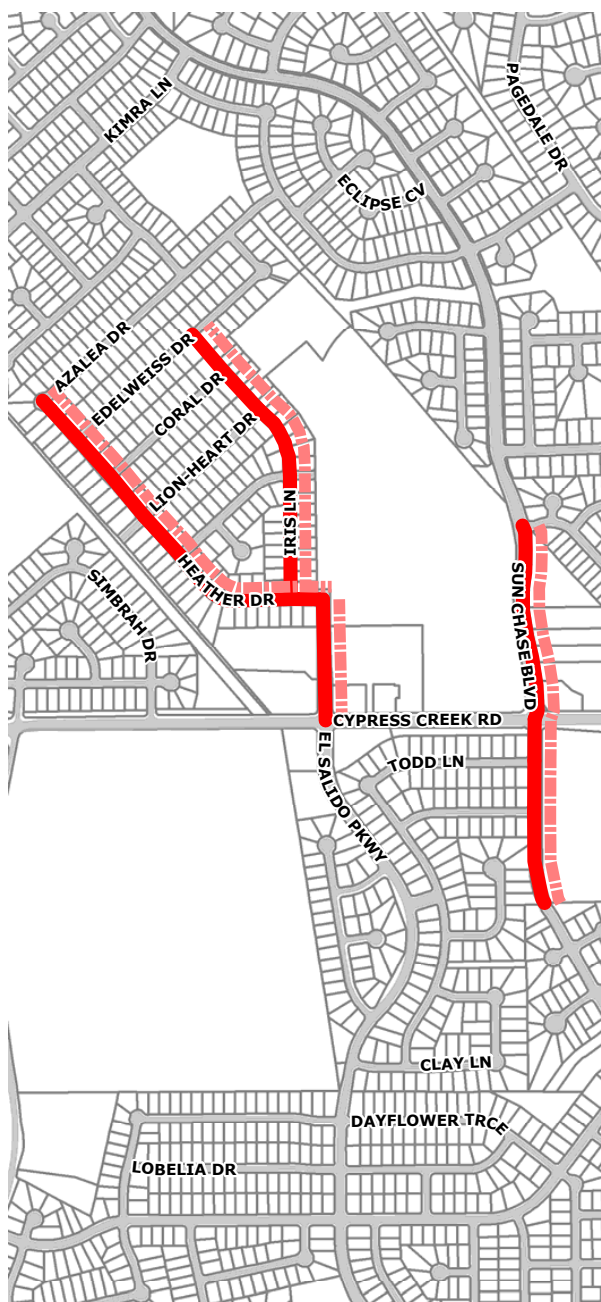 PAGEDALE DR
KIMRA LN
ECLIPSE CV
AZALEA DR
EDELWEISS DR
CORAL DR
LION-HEART DR
IRIS LN
HEATHER DR
SIMBRAH DR
SUN CHASE BLVD
CYPRESS CREEK RD
EL SALIDO PKWY
TODD LN
CLAY LN
DAYFLOWER TRCE
LOBELIA DR